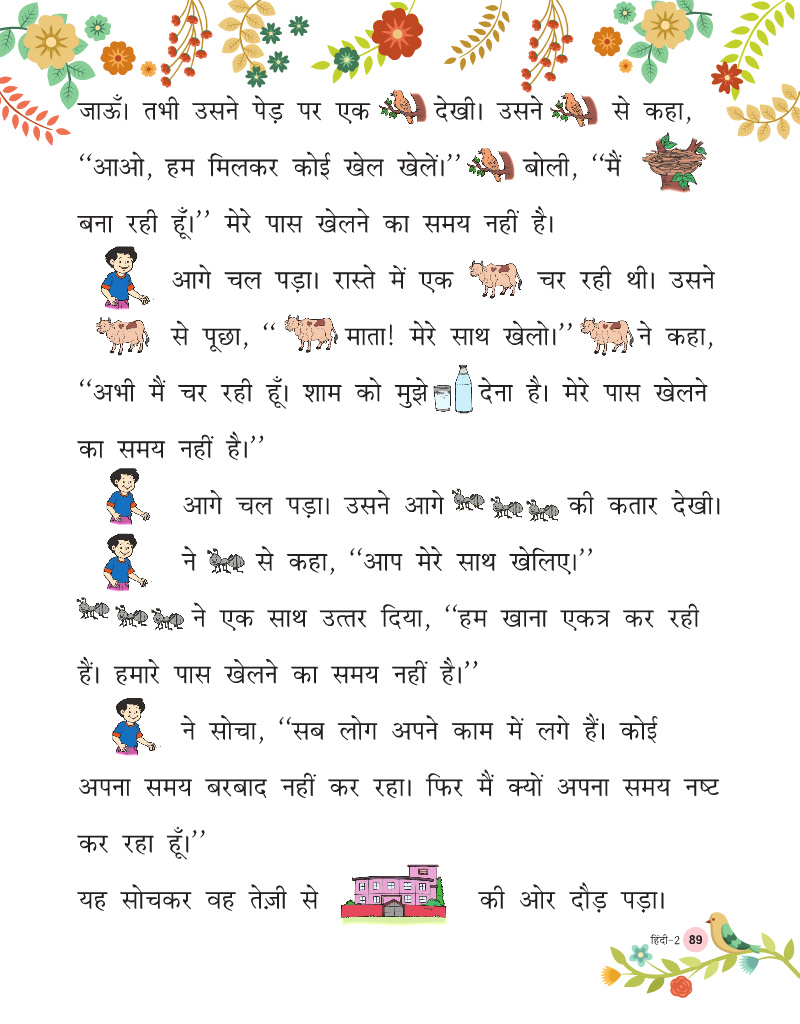 जाऊँ। तभी उसने पेड़ पर एक देखी। उसने से कहा,
‘‘आओ, हम मिलकर कोई खेल खेलें।’’ बोली, ‘‘मैं
बना रही हूँ।’’ मेरे पास खेलने का समय नहीं है।
आगे चल पड़ा। रास्ते में एक चर रही थी। उसने
से पूछा, ‘‘ माता! मेरे साथ खेलो।’’ ने कहा,
‘‘अभी मैं चर रही हूँ। शाम को मुझे देना है। मेरे पास खेलने
का समय नहीं है।’’
आगे चल पड़ा। उसने आगे की कतार देखी।
ने से कहा, ‘‘आप मेरे साथ खेलिए।’’
ने एक साथ उत्तर दिया, ‘‘हम खाना एकत्र कर रही
हैं। हमारे पास खेलने का समय नहीं है।’’
ने सोचा, ‘‘सब लोग अपने काम में लगे हैं। कोई
अपना समय बरबाद नहीं कर रहा। फिर मैं क्यों अपना समय नष्ट
कर रहा हूँ।’’
यह सोचकर वह तेज़ी से की ओर दौड़ पड़ा।
हिंदी-2 89